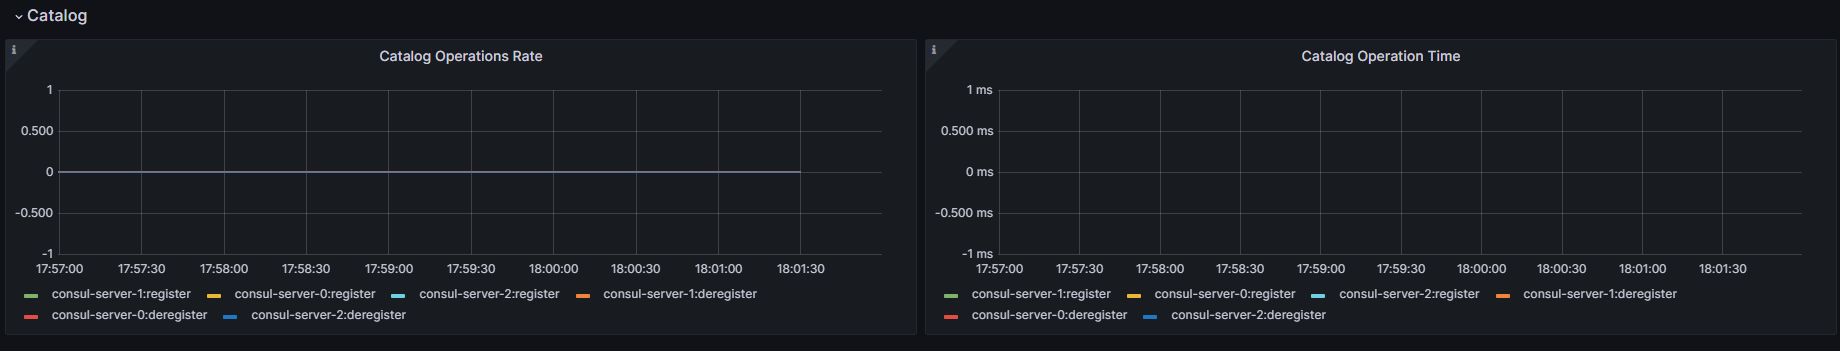 Catalog
Catalog Operations Rate
1
0.500
0
-0.500
-1
17:57:00 17:57:30 17:58:00 17:58:30 17:59:00 17:59:30 18:00:00 18:00:30 18:01:00 18:01:30
consul-server-1:register consul-server-0:register consul-server-2:register consul-server-1:deregister
consul-server-0:deregister consul-server-2:deregister
Catalog Operation Time
1 ms
0.500 ms
0 ms
-0.500 ms
-1 ms
17:57:00 17:57:30 17:58:00 17:58:30 17:59:00 17:59:30 18:00:00 18:00:30 18:01:00 18:01:30
consul-server-1:register consul-server-0:register consul-server-2:register consul-server-1:deregister
consul-server-0:deregister consul-server-2:deregister